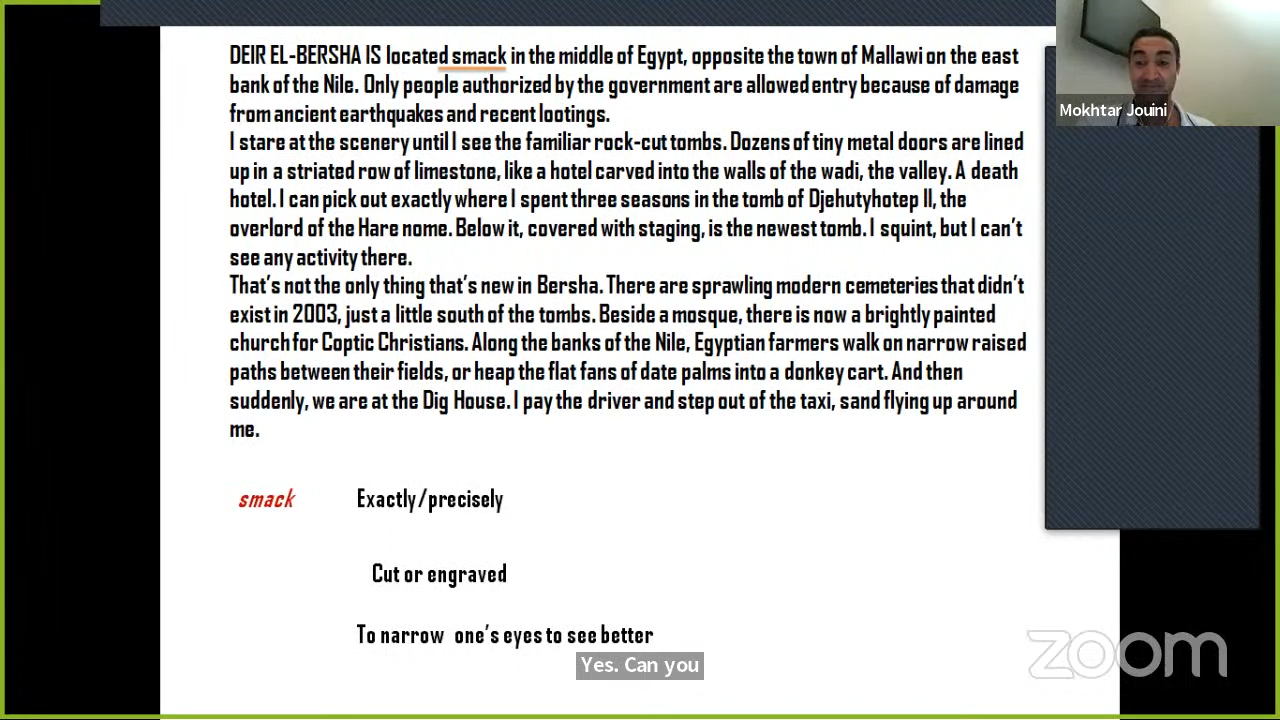 DEIR EL-BERSHA IS located smack in the middle of Egypt, opposite the town of Mallawi on the east
bank of the Nile. Only people authorized by the government are allowed entry because of damage
from ancient earthquakes and recent lootings.
I stare at the scenery until I see the familiar rock-cut tombs. Dozens of tiny metal doors are lined
up in a striated row of limestone, like a hotel carved into the walls of the wadi, the valley. A death
hotel. I can pick out exactly where I spent three seasons in the tomb of Djehutyhotep II, the
overlord of the Hare nome. Below it, covered with staging, is the newest tomb. I squint, but I can't
see any activity there.
That's not the only thing that's new in Bersha. There are sprawling modern cemeteries that didn't
exist in 2003, just a little south of the tombs. Beside a mosque, there is now a brightly painted
church for Coptic Christians. Along the banks of the Nile, Egyptian farmers walk on narrow raised
paths between their fields, or heap the flat fans of date palms into a donkey cart. And then
suddenly, we are at the Dig House. I pay the driver and step out of the taxi, sand flying up around
me.
Mokhtar Jouini
smack Exactly/precisely
Cut or engraved
To narrow one's eyes to see better
Yes. Can you
zoom